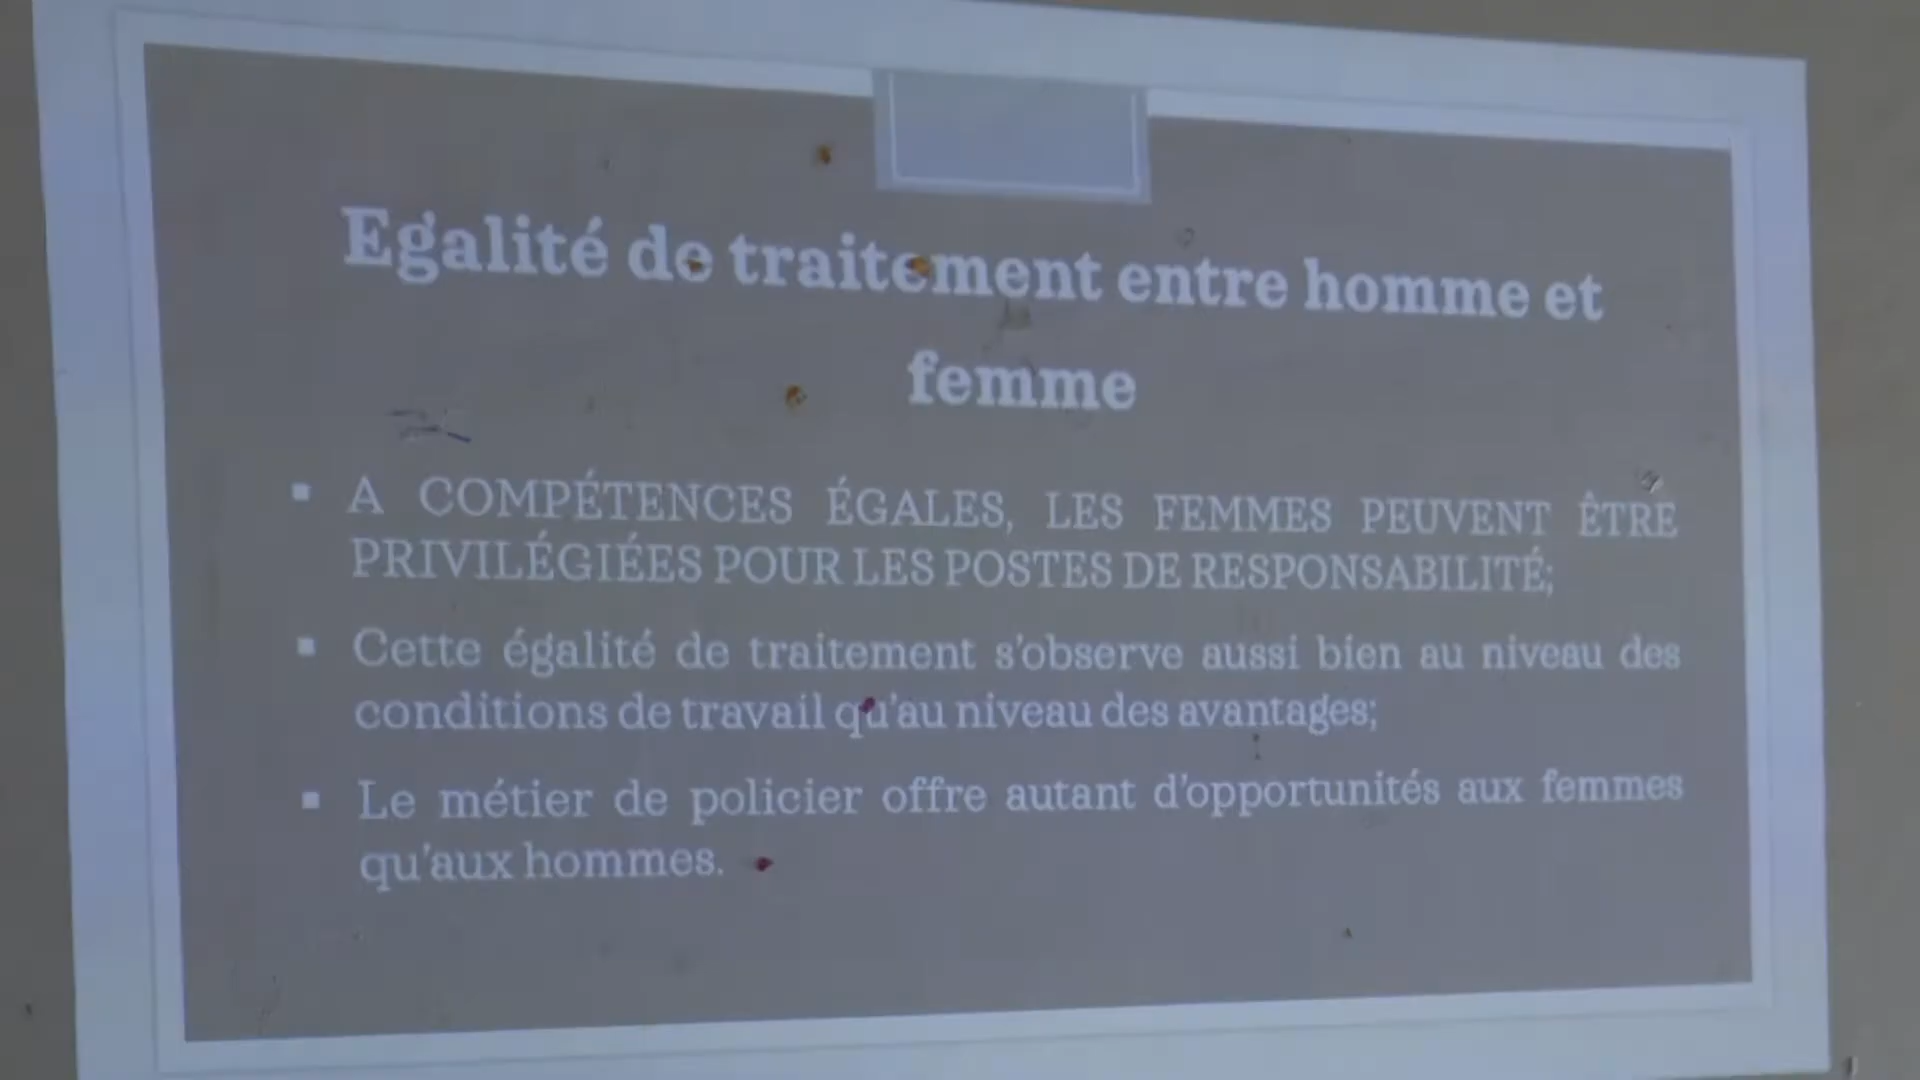 Egalité de traitement entre homme et
femme
▪ A COMPÉTENCES ÉGALES, LES FEMMES PEUVENT ÊTRE
PRIVILÉGIÉES POUR LES POSTES DE RESPONSABILITÉ;
▪ Cette égalité de traitement s'observe aussi bien au niveau des
conditions de travail qu'au niveau des avantages;
▪ Le métier de policier offre autant d'opportunités aux femmes
qu'aux hommes.